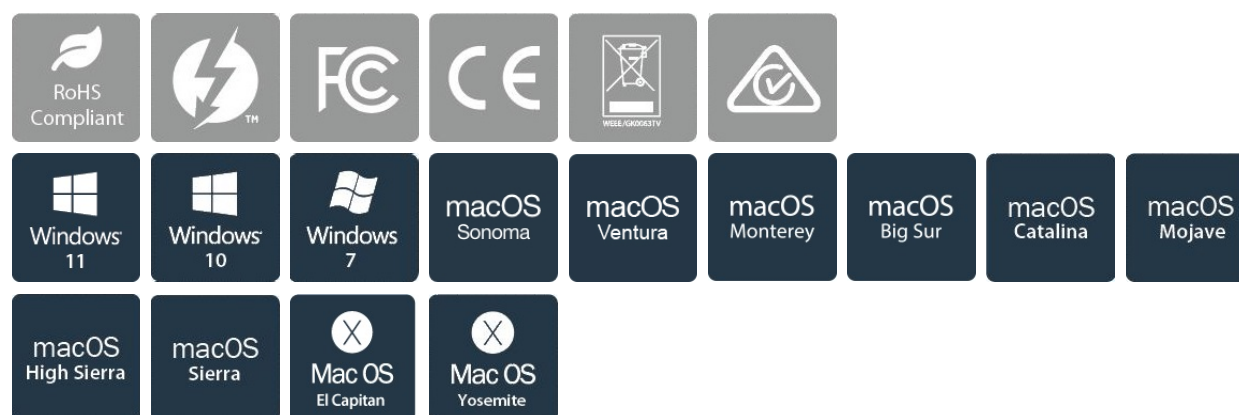 RoHS
Compliant
TM
FC
CE
WEEE/GK0063TV
Windows
11
Windows
10
Windows
7
macOS
Sonoma
macOS
Ventura
macOS
Monterey
macOS
Big Sur
macOS
Catalina
macOS
Mojave
macOS
High Sierra
macOS
Sierra
X
Mac OS
El Capitan
X
Mac OS
Yosemite